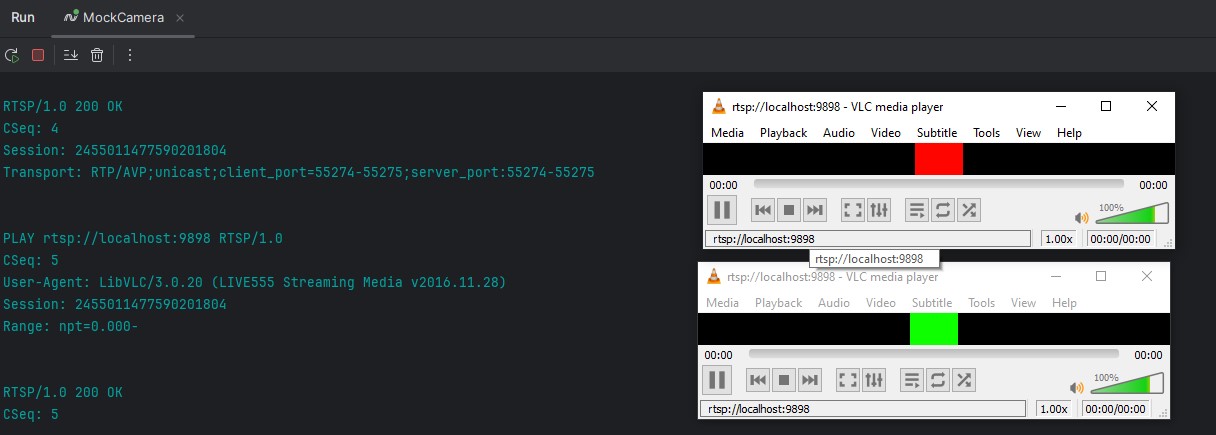 Run
MockCamera
RTSP/1.0 200 OK
CSeq: 4
Session: 2455011477590201804
Transport: RTP/AVP;unicast;client_port=55274-55275;server_port:55274-55275
PLAY rtsp://localhost:9898 RTSP/1.0
CSeq: 5
User-Agent: LibVLC/3.0.20 (LIVE555 Streaming Media v2016.11.28)
Session: 2455011477590201804
Range: npt=0.000-
RTSP/1.0 200 OK
CSeq: 5
rtsp://localhost:9898 - VLC media player
Media Playback Audio Video Subtitle Tools View Help
00:00 00:00
100%
rtsp://localhost:9898 1.00x 00:00/00:00
rtsp://localhost:9898
rtsp://localhost:9898 - VLC media player
Media Playback Audio Video Subtitle Tools View Help
00:00 00:00
100%
rtsp://localhost:9898 1.00x 00:00/00:00